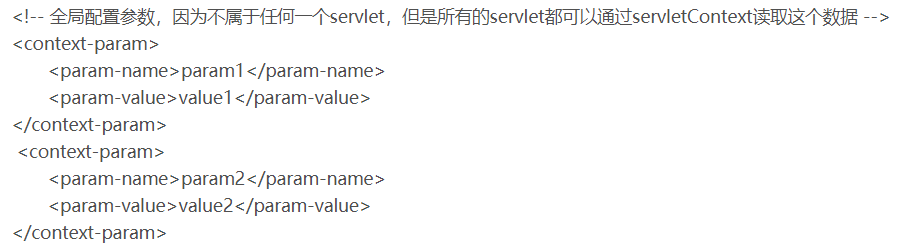 <!-- 全局配置参数，因为不属于任何一个servlet，但是所有的servlet都可以通过servletContext读取这个数据 -->
<context-param>
<param-name>param1</param-name>
<param-value>value1</param-value>
</context-param>
<context-param>
<param-name>param2</param-name>
<param-value>value2</param-value>
</context-param>